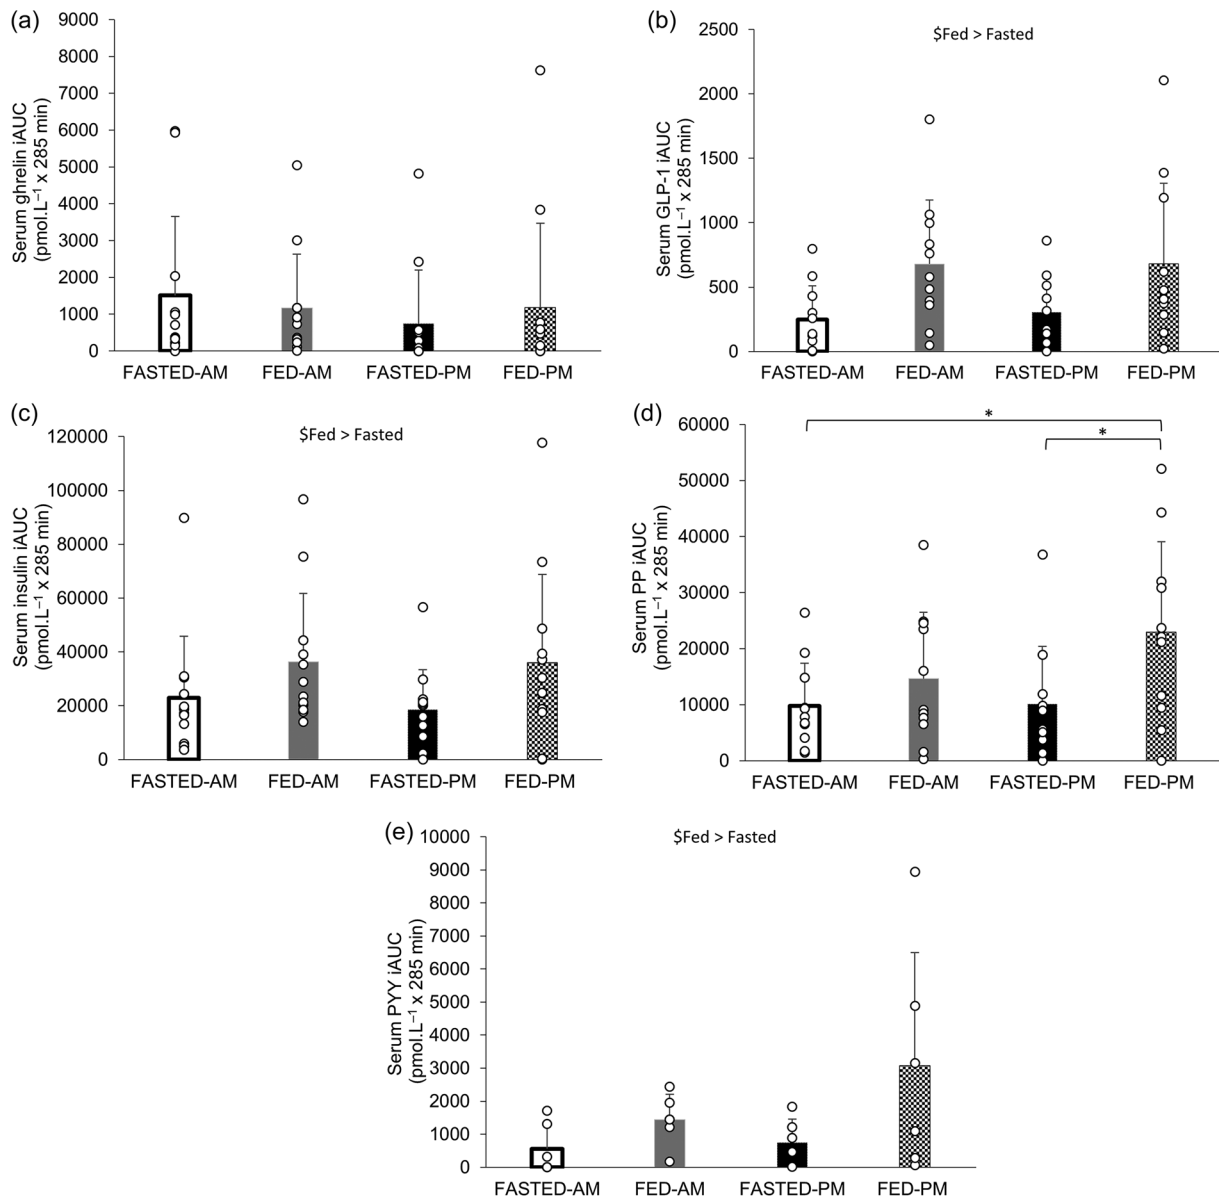 (a)
Serum ghrelin iAUC
(pmol.L⁻¹ x 285 min)
9000
8000
7000
6000
5000
4000
3000
2000
1000
0
FASTED-AM FED-AM FASTED-PM FED-PM
(b)
$Fed > Fasted
Serum GLP-1 iAUC
(pmol.L⁻¹ x 285 min)
2500
2000
1500
1000
500
0
FASTED-AM FED-AM FASTED-PM FED-PM
(c)
$Fed > Fasted
Serum insulin iAUC
(pmol.L⁻¹ x 285 min)
120000
100000
80000
60000
40000
20000
0
FASTED-AM FED-AM FASTED-PM FED-PM
(d)
*
*
Serum PP iAUC
(pmol.L⁻¹ x 285 min)
60000
50000
40000
30000
20000
10000
0
FASTED-AM FED-AM FASTED-PM FED-PM
(e)
$Fed > Fasted
Serum PYY iAUC
(pmol.L⁻¹ x 285 min)
10000
9000
8000
7000
6000
5000
4000
3000
2000
1000
0
FASTED-AM FED-AM FASTED-PM FED-PM